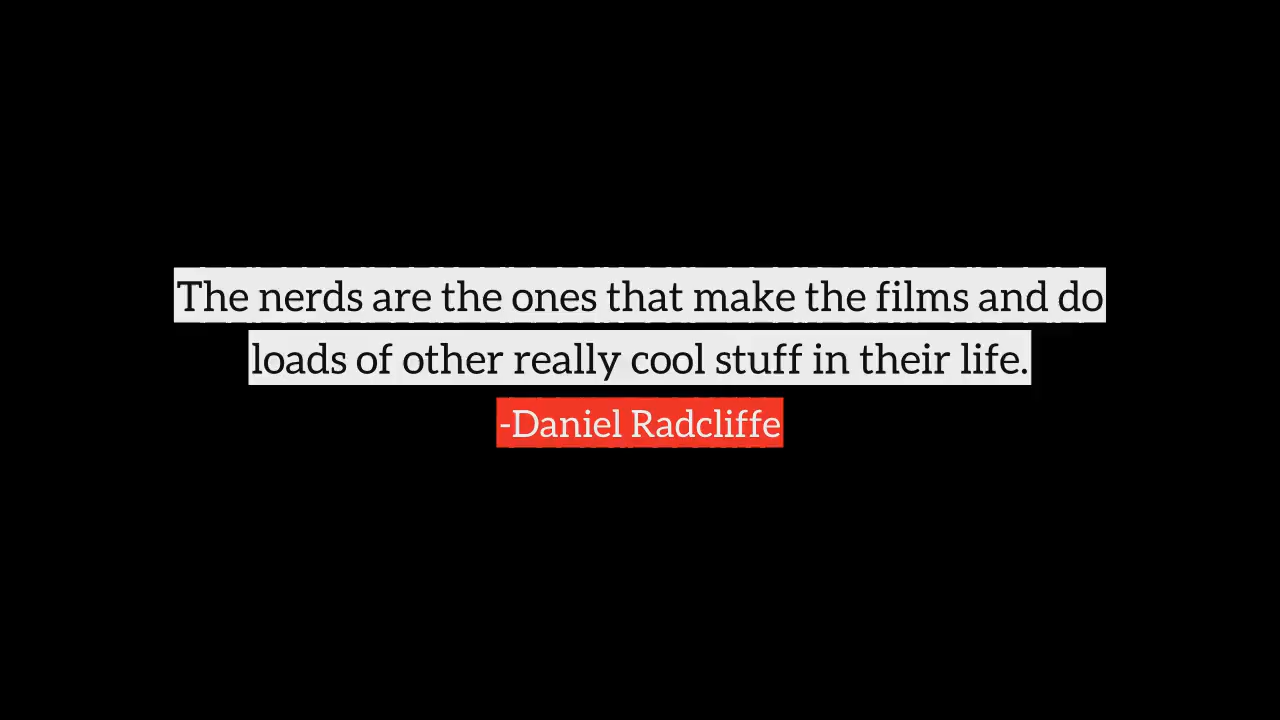 The nerds are the ones that make the films and do
loads of other really cool stuff in their life.
-Daniel Radcliffe